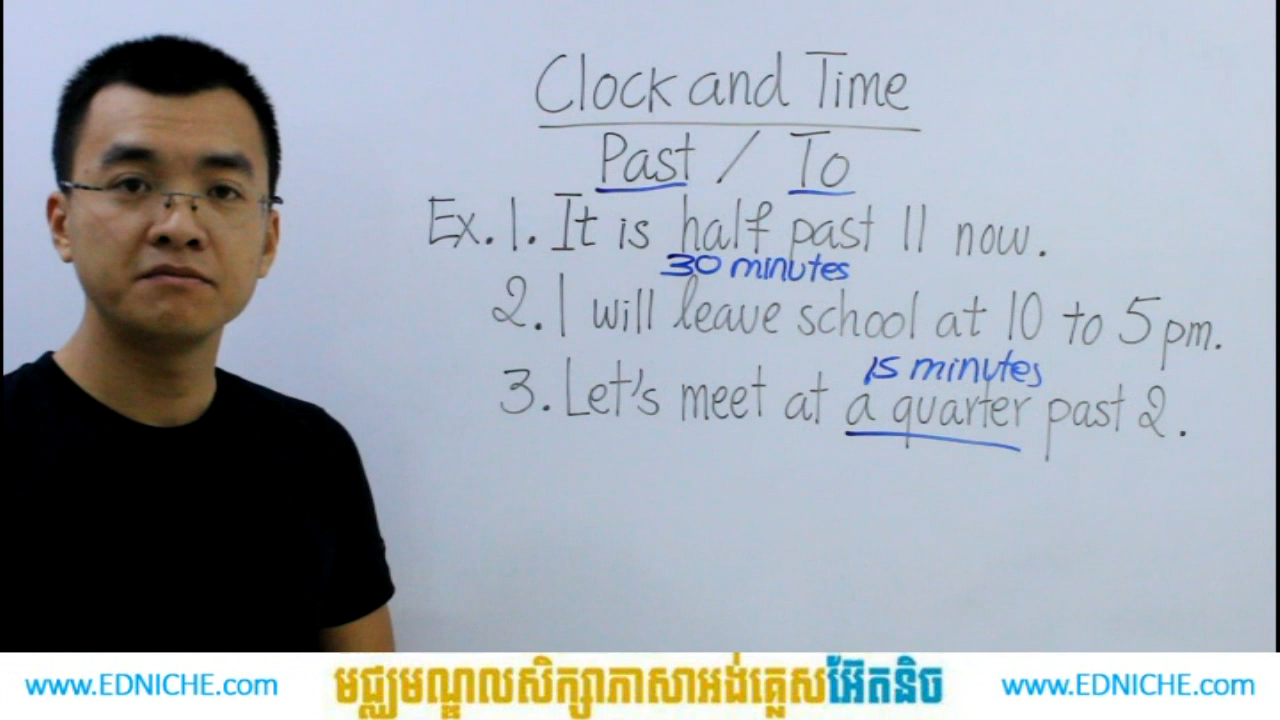 Clock and Time
Past / To
Ex. 1. It is half past 11 now.
30 minutes
2. I will leave school at 10 to 5 pm.
15 minutes
3. Let's meet at a quarter past 2.
www.EDNICHE.com មជ្ឈមណ្ឌលសិក្សាភាសាអង់គ្លេសអ៊ែតនិច www.EDNICHE.com